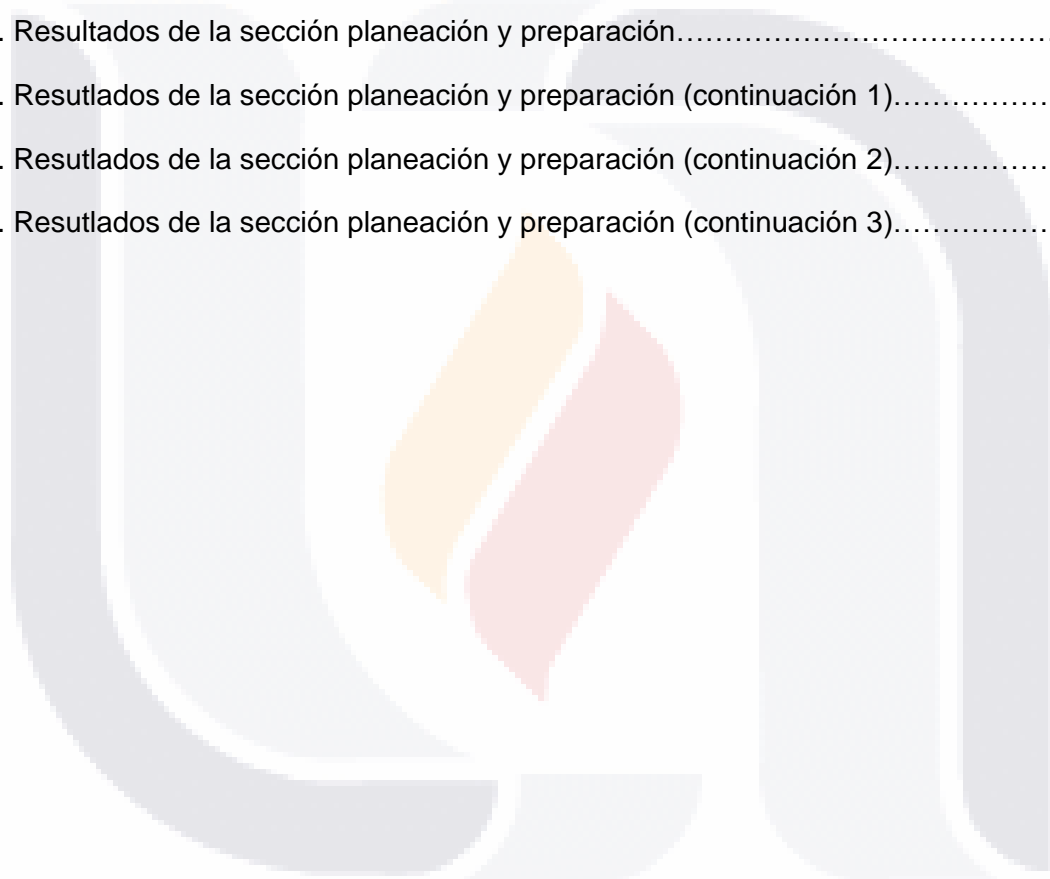 . Resultados de la sección planeación y preparación…………………………………
. Resutlados de la sección planeación y preparación (continuación 1)……………
. Resutlados de la sección planeación y preparación (continuación 2)……………
. Resutlados de la sección planeación y preparación (continuación 3)……………